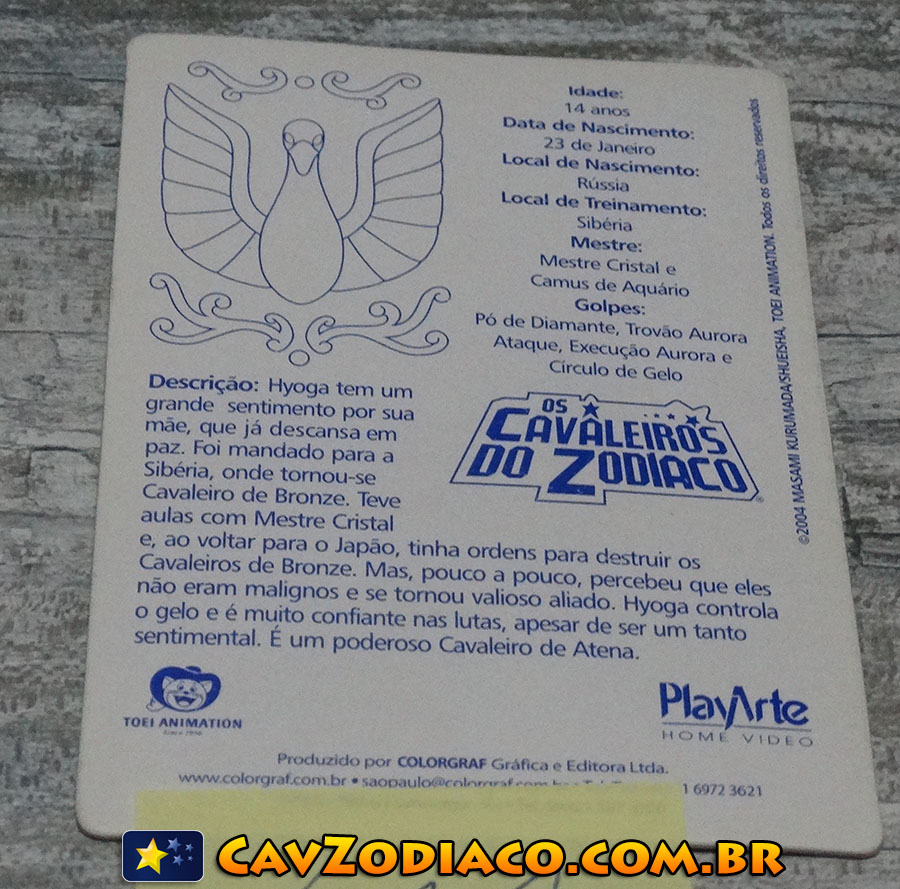 Idade:
14 anos
Data de Nascimento:
23 de Janeiro
Local de Nascimento:
Rússia
Local de Treinamento:
Sibéria
Mestre:
Mestre Cristal e
Camus de Aquário
Golpes:
Pó de Diamante, Trovão Aurora
Ataque, Execução Aurora e
Círculo de Gelo
Descrição: Hyoga tem um
grande sentimento por sua
mãe, que já descansa em
paz. Foi mandado para a
Sibéria, onde tornou-se
Cavaleiro de Bronze. Teve
aulas com Mestre Cristal
e, ao voltar para o Japão, tinha ordens para destruir os
Cavaleiros de Bronze. Mas, pouco a pouco, percebeu que eles
não eram malignos e se tornou valioso aliado. Hyoga controla
o gelo e é muito confiante nas lutas, apesar de ser um tanto
sentimental. É um poderoso Cavaleiro de Atena.
OS
CAVALEIROS
DO ZODIACO
©2004 MASAMI KURUMADA/SHUEISHA, TOEI ANIMATION. Todos os direitos reservados
TOEI ANIMATION
Since 1956
PlayArte
HOME VIDEO
Produzido por COLORGRAF Gráfica e Editora Ltda.
www.colorgraf.com.br • saopaulo@colorgraf.com.br
1 6972 3621
CAVZODIACO.COM.BR